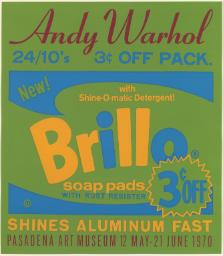 Andy Warhol
24/10's 3¢ OFF PACK.
New!
with
Shine-O-matic Detergent!
Brillo
soap pads
WITH RUST RESISTER
3¢ OFF
©
SHINES ALUMINUM FAST
PASADENA ART MUSEUM 12 MAY-21 JUNE 1970